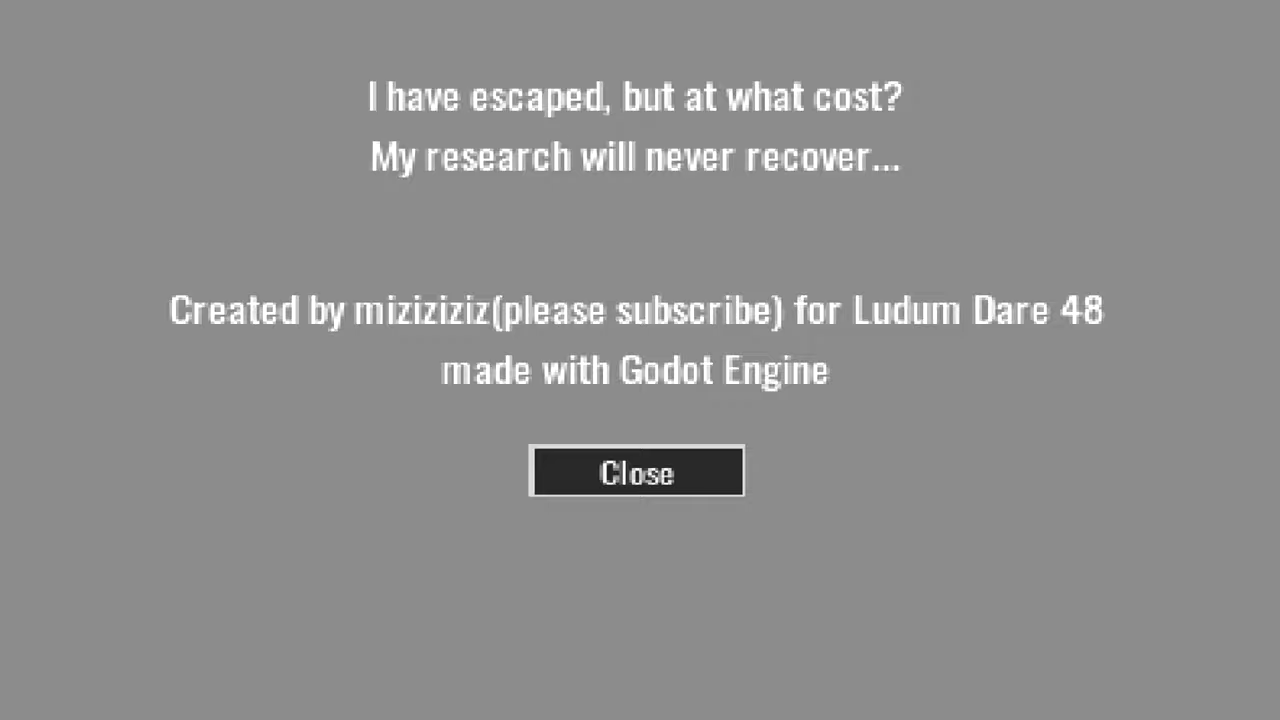 I have escaped, but at what cost?
My research will never recover...
Created by miziziziz(please subscribe) for Ludum Dare 48
made with Godot Engine
Close